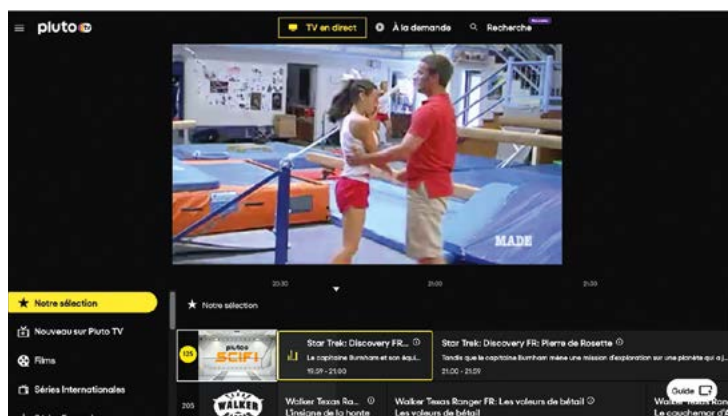 pluto tv
TV en direct
À la demande
Recherche
Nouveau
MADE
20:30
21:00
21:30
Notre sélection
Nouveau sur Pluto TV
Films
Séries Internationales
Notre sélection
125
pluto
SCIFI
Star Trek: Discovery FR...
Le capitaine Burnham et son équi...
19:59 - 21:00
Star Trek: Discovery FR: Pierre de Rosette
Tandis que le capitaine Burnham mène une mission d'exploration sur une planète qui a j...
21:00 - 21:59
205
WALKER
Walker Texas Ra...
L'insigne de la honte
Walker Texas Ranger FR: Les voleurs de bétail
Les voleurs de bétail
Guide